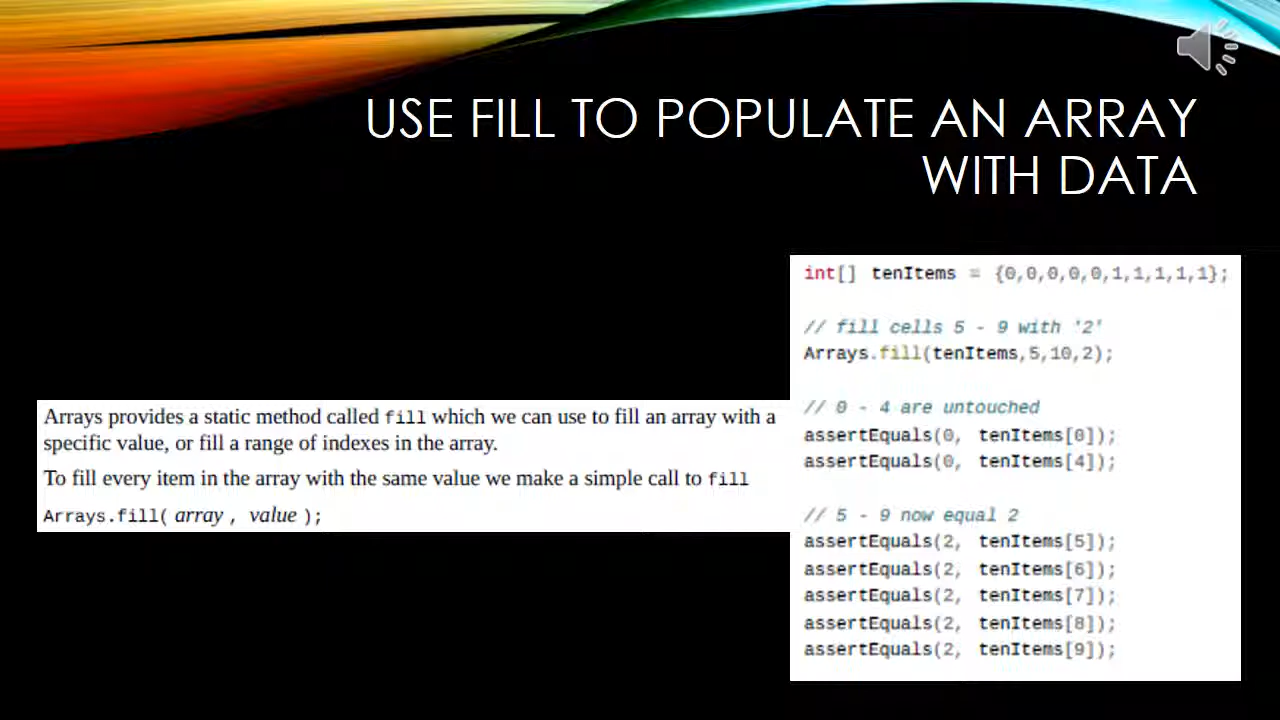 USE FILL TO POPULATE AN ARRAY
WITH DATA
Arrays provides a static method called fill which we can use to fill an array with a
specific value, or fill a range of indexes in the array.
To fill every item in the array with the same value we make a simple call to fill
Arrays.fill( array , value );
int[] tenItems = {0,0,0,0,0,1,1,1,1,1};
// fill cells 5 - 9 with '2'
Arrays.fill(tenItems,5,10,2);
// 0 - 4 are untouched
assertEquals(0, tenItems[0]);
assertEquals(0, tenItems[4]);
// 5 - 9 now equal 2
assertEquals(2, tenItems[5]);
assertEquals(2, tenItems[6]);
assertEquals(2, tenItems[7]);
assertEquals(2, tenItems[8]);
assertEquals(2, tenItems[9]);